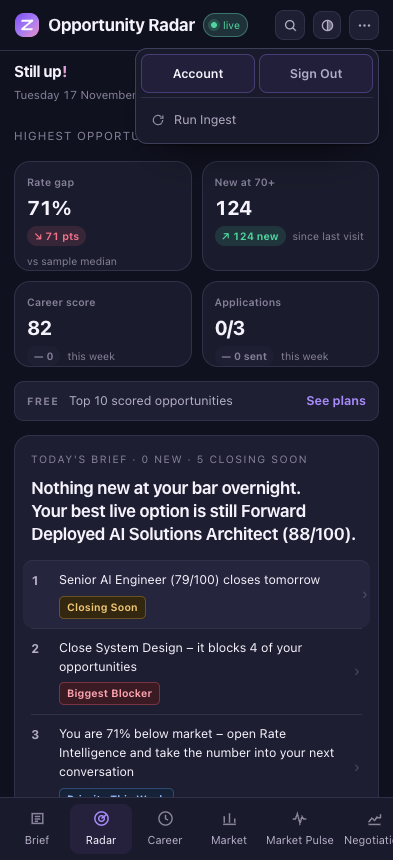 Opportunity Radar
live
Account
Sign Out
Run Ingest
Still up!
Tuesday 17 November
HIGHEST
Rate gap
71%
↘ 71 pts
vs sample median
New at 70+
124
↗ 124 new since last visit
Career score
82
— 0 this week
Applications
0/3
— 0 sent this week
FREE Top 10 scored opportunities See plans
TODAY'S BRIEF · 0 NEW · 5 CLOSING SOON
Nothing new at your bar overnight.
Your best live option is still Forward
Deployed AI Solutions Architect (88/100).
1 Senior AI Engineer (79/100) closes tomorrow
Closing Soon
2 Close System Design – it blocks 4 of your
opportunities
Biggest Blocker
3 You are 71% below market – open Rate
Intelligence and take the number into your next
conversation
Brief
Radar
Career
Market
Market Pulse